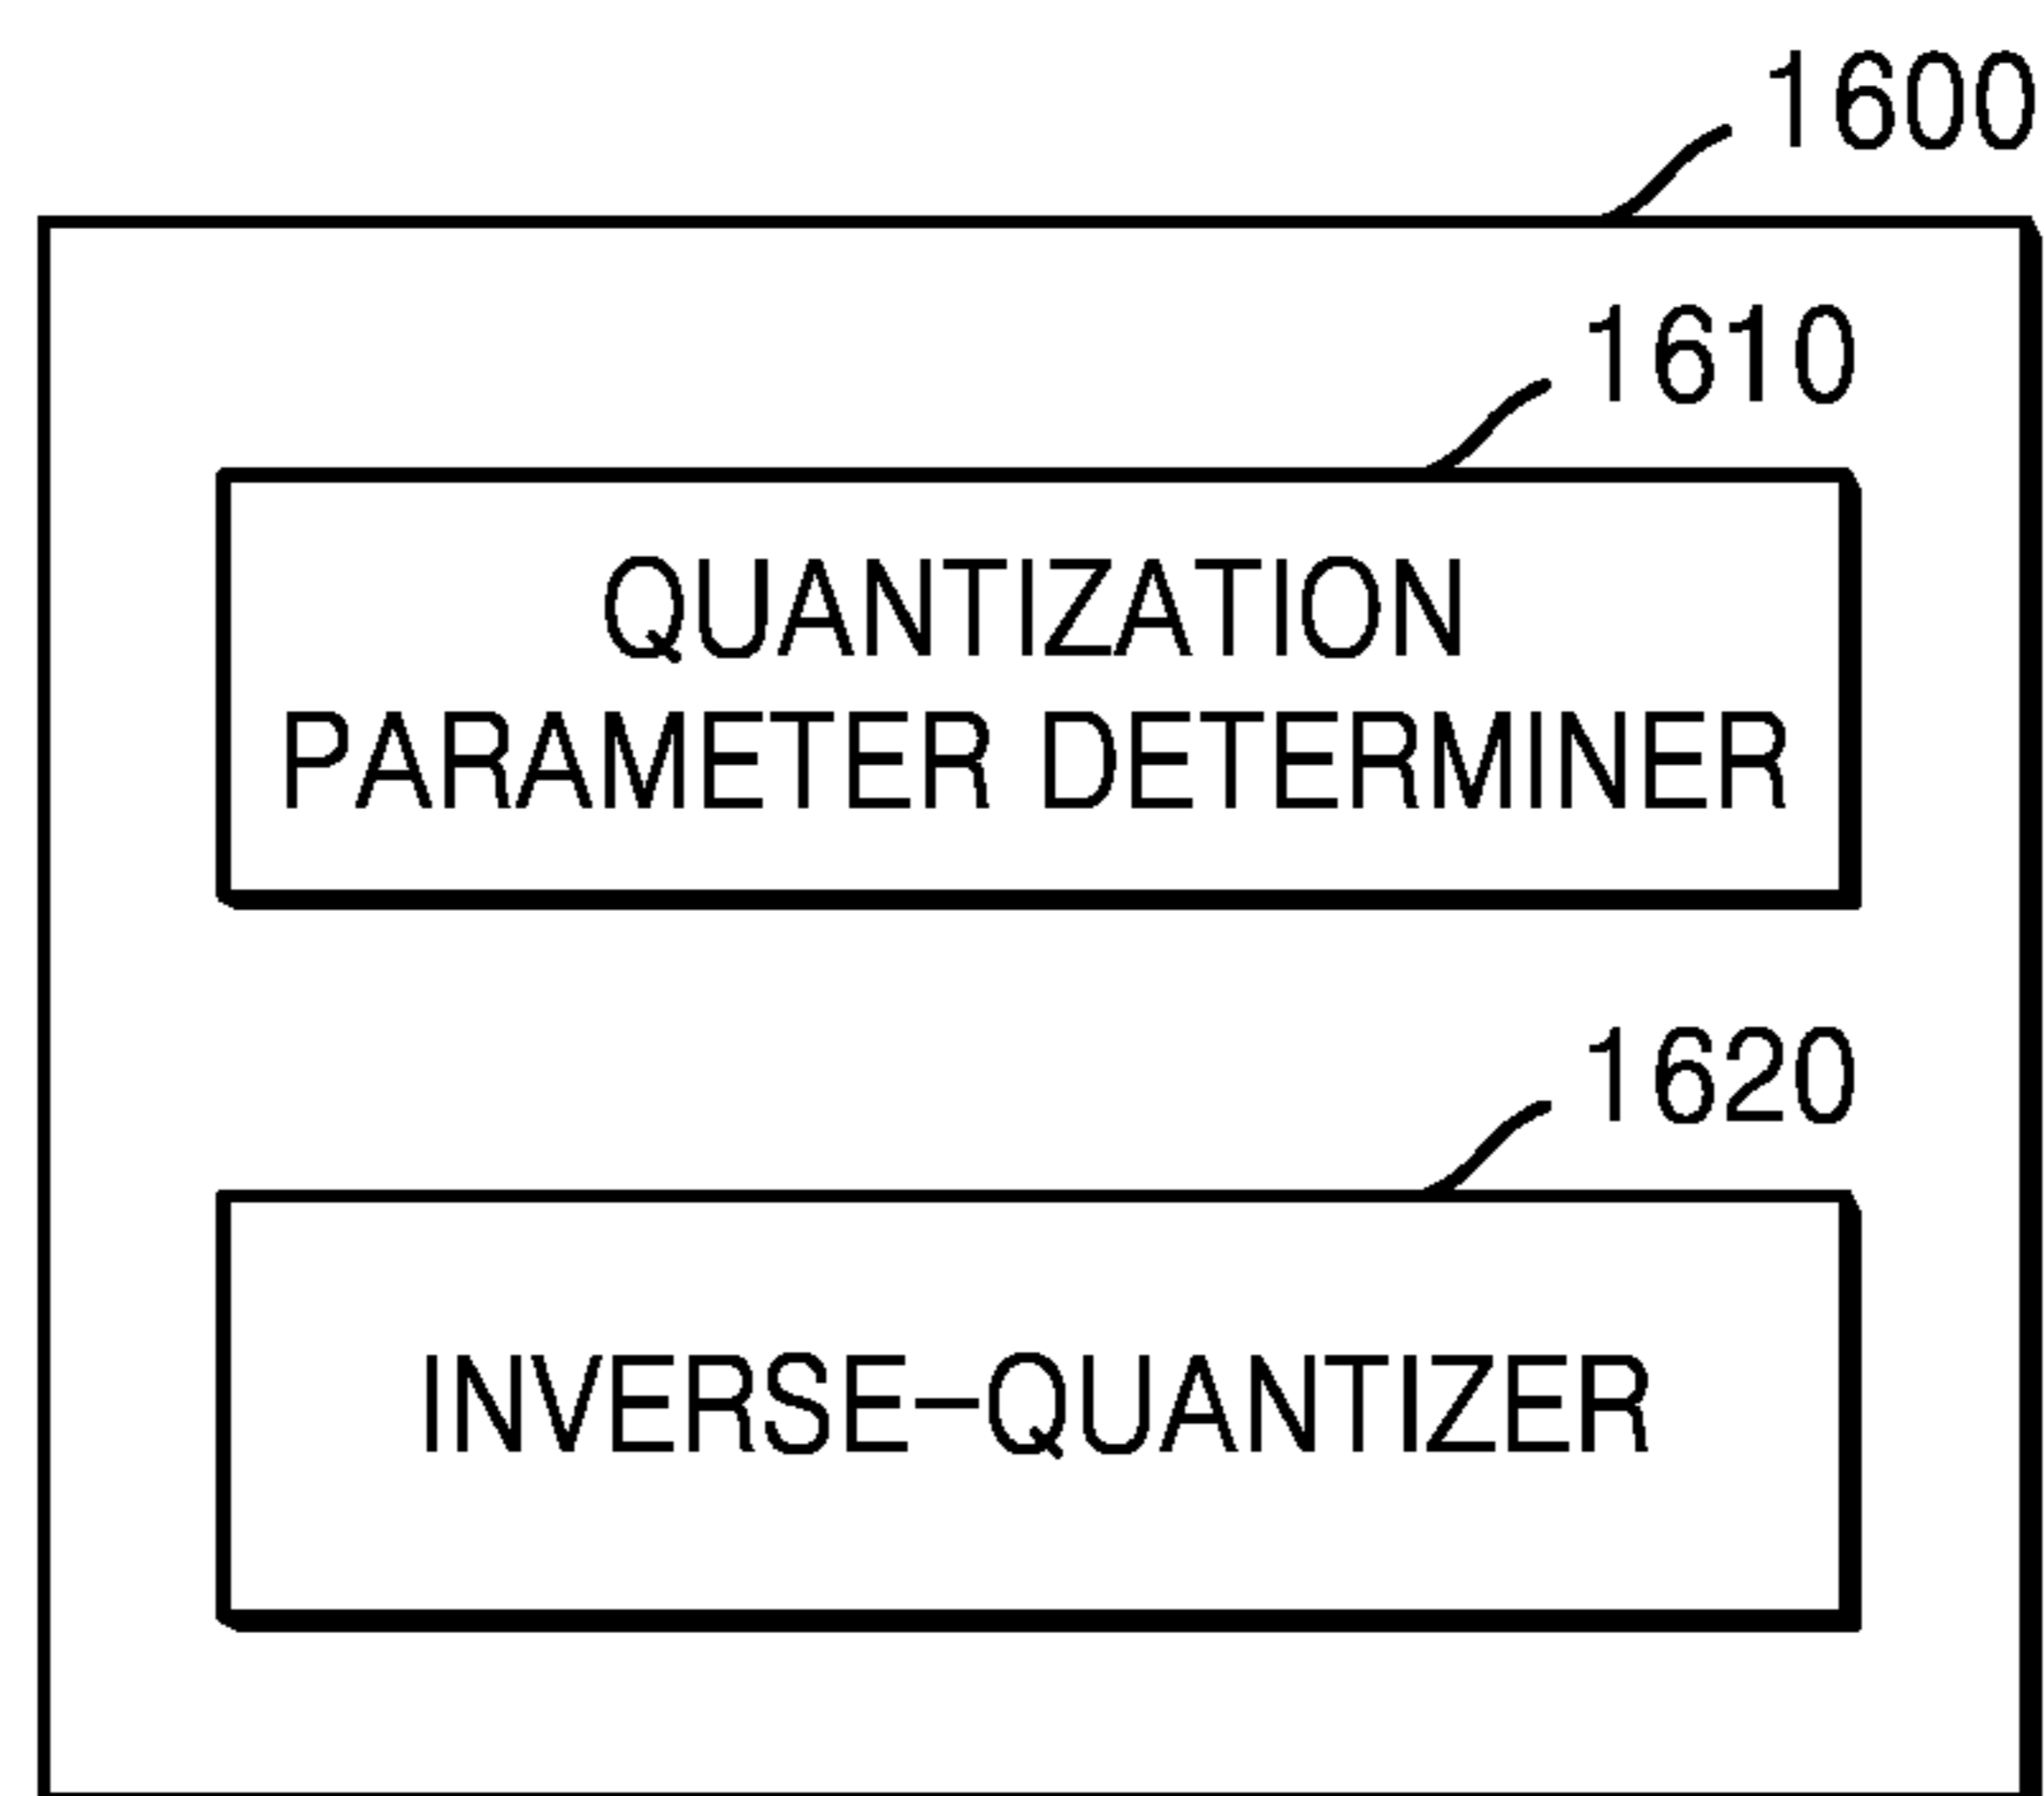 1600
1610
QUANTIZATION
PARAMETER DETERMINER
1620
INVERSE-QUANTIZER